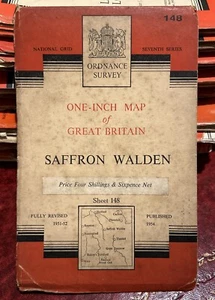 148
NATIONAL GRID
SEVENTH SERIES
ORDNANCE
SURVEY
ONE-INCH MAP
of
GREAT BRITAIN
SAFFRON WALDEN
Price Four Shillings & Sixpence Net
Sheet 148
FULLY REVISED
1951-52
PUBLISHED
1954